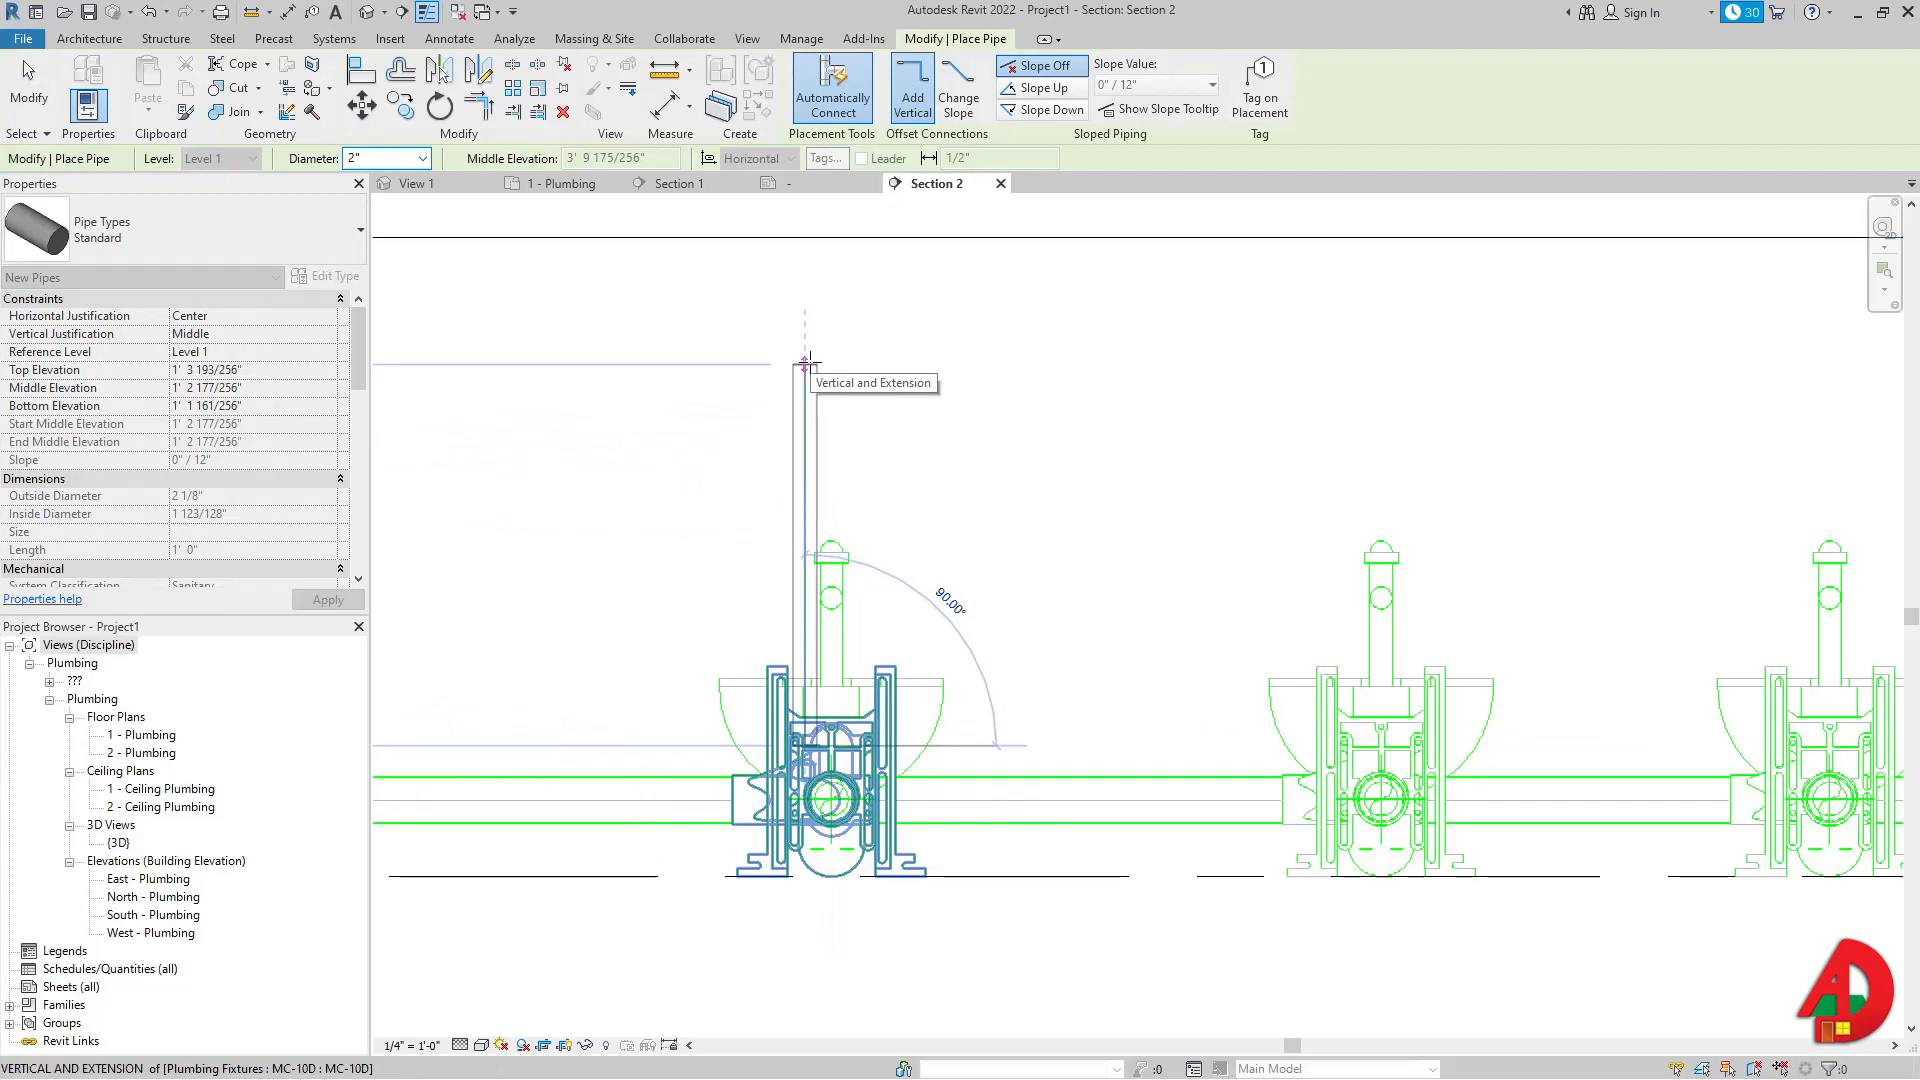 Autodesk Revit 2022 - Project1 - Section: Section 2
Sign In
30
File Architecture Structure Steel Precast Systems Insert Annotate Analyze Massing & Site Collaborate View Manage Add-Ins Modify | Place Pipe
Modify
Paste
Cope
Cut
Join
Automatically Connect
Add Vertical
Change Slope
Slope Off
Slope Up
Slope Down
Slope Value:
0" / 12"
Show Slope Tooltip
Tag on Placement
Select Properties Clipboard Geometry Modify View Measure Create Placement Tools Offset Connections Sloped Piping Tag
Modify | Place Pipe Level: Level 1 Diameter: 2" Middle Elevation: 3' 9 175/256" Horizontal Tags... Leader 1/2"
Properties
View 1 1 - Plumbing Section 1 - Section 2
Pipe Types
Standard
New Pipes Edit Type
Constraints
Horizontal Justification Center
Vertical Justification Middle
Reference Level Level 1
Top Elevation 1' 3 193/256"
Middle Elevation 1' 2 177/256"
Bottom Elevation 1' 1 161/256"
Start Middle Elevation 1' 2 177/256"
End Middle Elevation 1' 2 177/256"
Slope 0" / 12"
Dimensions
Outside Diameter 2 1/8"
Inside Diameter 1 123/128"
Size
Length 1' 0"
Mechanical
System Classification Sanitary
Properties help Apply
Vertical and Extension
90.00°
2D
Project Browser - Project1
Views (Discipline)
Plumbing
???
Plumbing
Floor Plans
1 - Plumbing
2 - Plumbing
Ceiling Plans
1 - Ceiling Plumbing
2 - Ceiling Plumbing
3D Views
{3D}
Elevations (Building Elevation)
East - Plumbing
North - Plumbing
South - Plumbing
West - Plumbing
Legends
Schedules/Quantities (all)
Sheets (all)
Families
Groups
Revit Links
1/4" = 1'-0"
VERTICAL AND EXTENSION of [Plumbing Fixtures : MC-10D : MC-10D]
:0
Main Model
:0